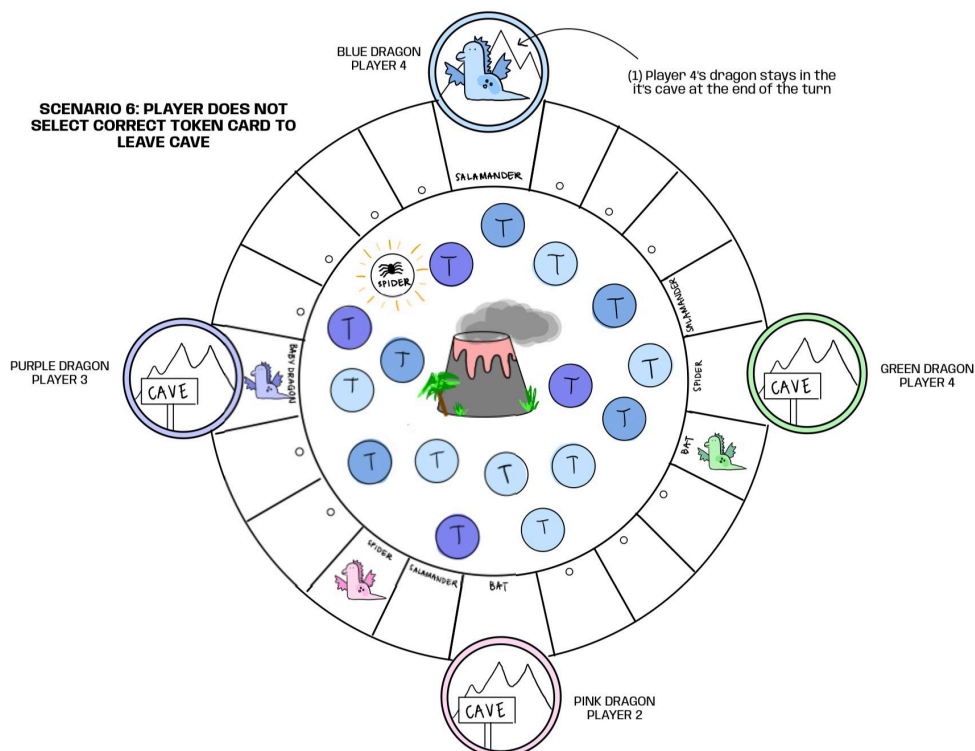 BLUE DRAGON
PLAYER 4
(1) Player 4's dragon stays in the
it's cave at the end of the turn
SCENARIO 6: PLAYER DOES NOT
SELECT CORRECT TOKEN CARD TO
LEAVE CAVE
SALAMANDER
T
T
T
SPIDER
T
SALAMANDER
T
T
T
SPIDER
PURPLE DRAGON
PLAYER 3
CAVE
BABY DRAGON
T
T
T
CAVE
GREEN DRAGON
PLAYER 4
BAT
T
T
T
T
T
T
SPIDER
SALAMANDER
BAT
CAVE
PINK DRAGON
PLAYER 2